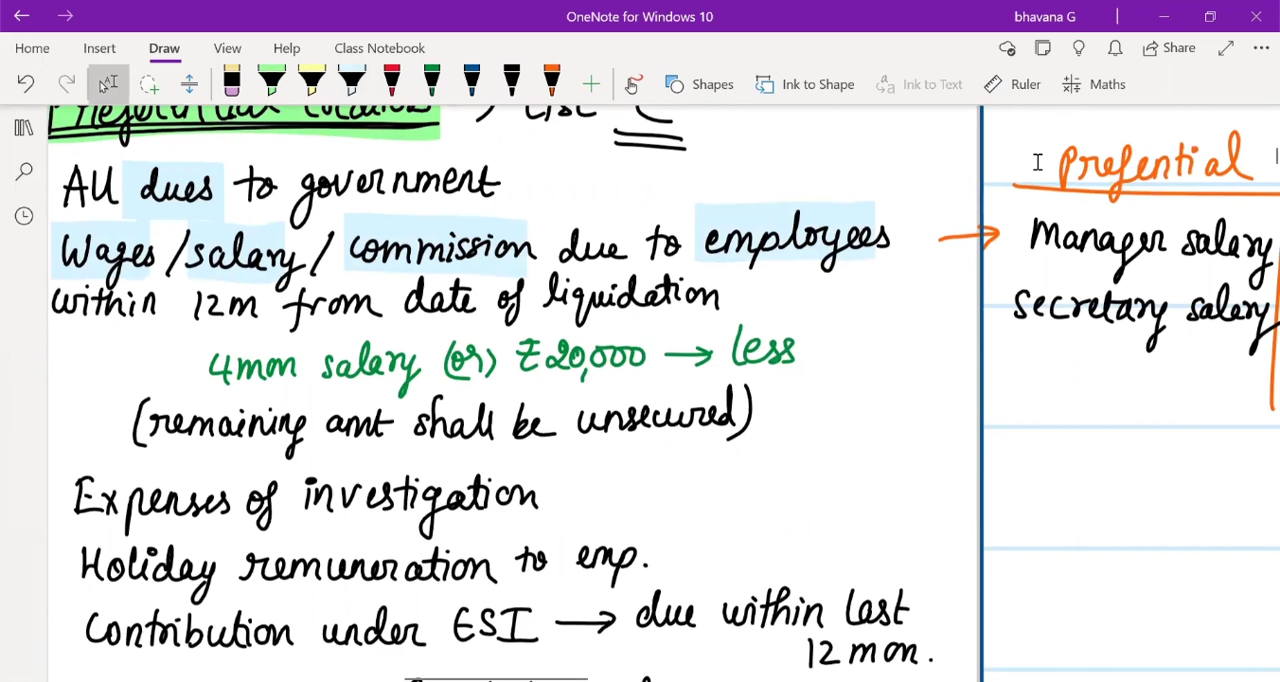 OneNote for Windows 10
bhavana G
Home Insert Draw View Help Class Notebook
Share
Shapes Ink to Shape Ink to Text Ruler Maths
List C
All dues to government
Wages/salary/commission due to employees
within 12m from date of liquidation
4mon salary (or) ₹20,000 → less
(remaining amt shall be unsecured)
Expenses of investigation
Holiday remuneration to emp.
Contribution under ESI → due within last
12 mon.
→ Prefential
Manager salary
Secretary salary